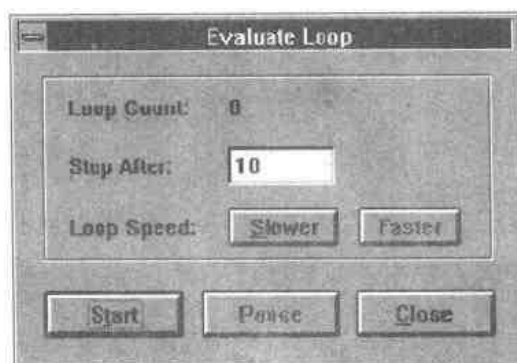 Evaluate Loop
Loop Count: 0
Stop After: 10
Loop Speed: Slower Faster
Start Pause Close